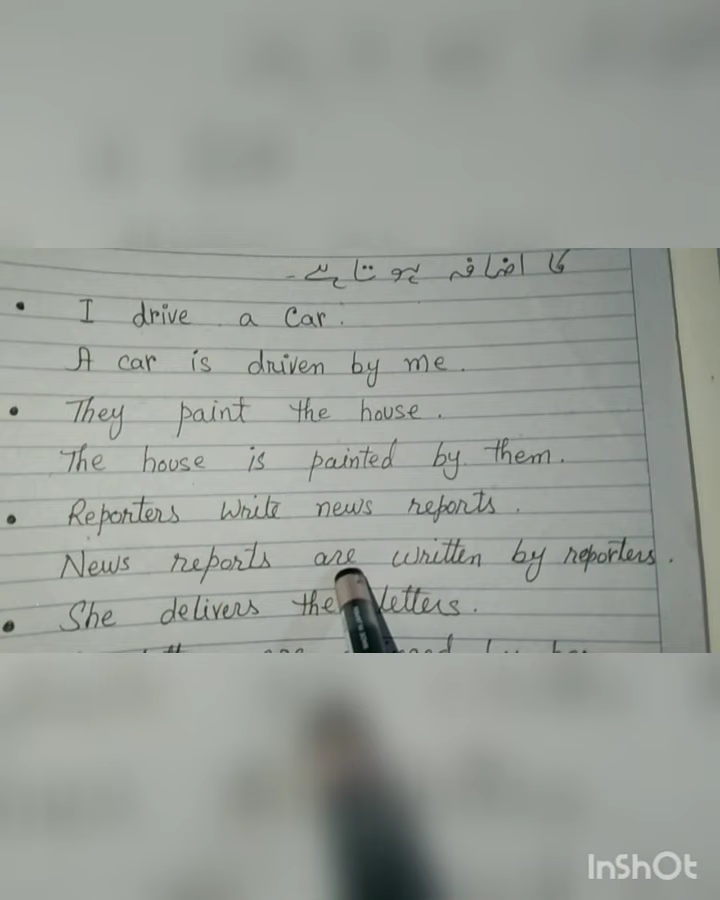 کا اضافہ ہوتا ہے۔
• I drive a Car.
A car is driven by me.
• They paint the house.
The house is painted by them.
• Reporters write news reports.
News reports are written by reporters.
• She delivers the letters.
InShOt